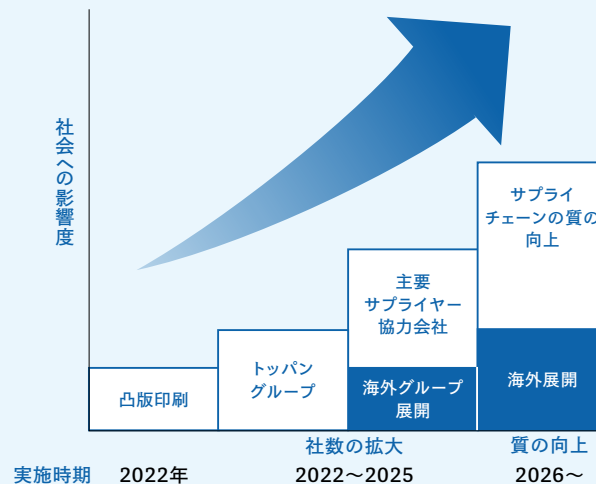 社会への影響度
サプライ
チェーンの質の
向上
主要
サプライヤー
協力会社
トッパン
グループ
凸版印刷
海外グループ
展開
海外展開
社数の拡大
質の向上
実施時期
2022年
2022～2025
2026～